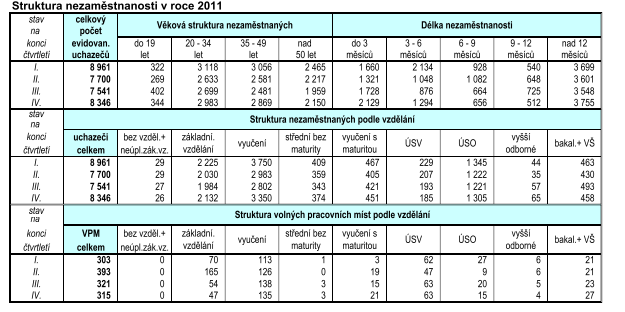 Struktura nezaměstnanosti v roce 2011
stav na konci čtvrtletí | celkový počet evidovan. uchazečů | Věková struktura nezaměstnaných | Délka nezaměstnanosti
do 19 let | 20 - 34 let | 35 - 49 let | nad 50 let | do 3 měsíců | 3 - 6 měsíců | 6 - 9 měsíců | 9 - 12 měsíců | nad 12 měsíců
I. 8 961 322 3 118 3 056 2 465 1 660 2 134 928 540 3 699
II. 7 700 269 2 633 2 581 2 217 1 321 1 048 1 082 648 3 601
III. 7 541 402 2 699 2 481 1 959 1 728 876 664 725 3 548
IV. 8 346 344 2 983 2 869 2 150 2 129 1 294 656 512 3 755
stav na konci čtvrtletí | Struktura nezaměstnaných podle vzdělání
uchazeči celkem | bez vzděl.+ neúpl.zák.vz. | základní. vzdělání | vyučení | střední bez maturity | vyučení s maturitou | ÚSV | ÚSO | vyšší odborné | bakal.+ VŠ
I. 8 961 29 2 225 3 750 409 467 229 1 345 44 463
II. 7 700 29 2 030 2 983 359 405 207 1 222 35 430
III. 7 541 27 1 984 2 802 343 421 193 1 221 57 493
IV. 8 346 26 2 132 3 350 374 451 185 1 305 65 458
stav na konci čtvrtletí | Struktura volných pracovních míst podle vzdělání
VPM celkem | bez vzděl.+ neúpl.zák.vz. | základní. vzdělání | vyučení | střední bez maturity | vyučení s maturitou | ÚSV | ÚSO | vyšší odborné | bakal.+ VŠ
I. 303 0 70 113 1 3 62 27 6 21
II. 393 0 165 126 0 19 47 9 6 21
III. 321 0 54 138 3 15 63 20 5 23
IV. 315 0 47 135 3 21 63 15 4 27